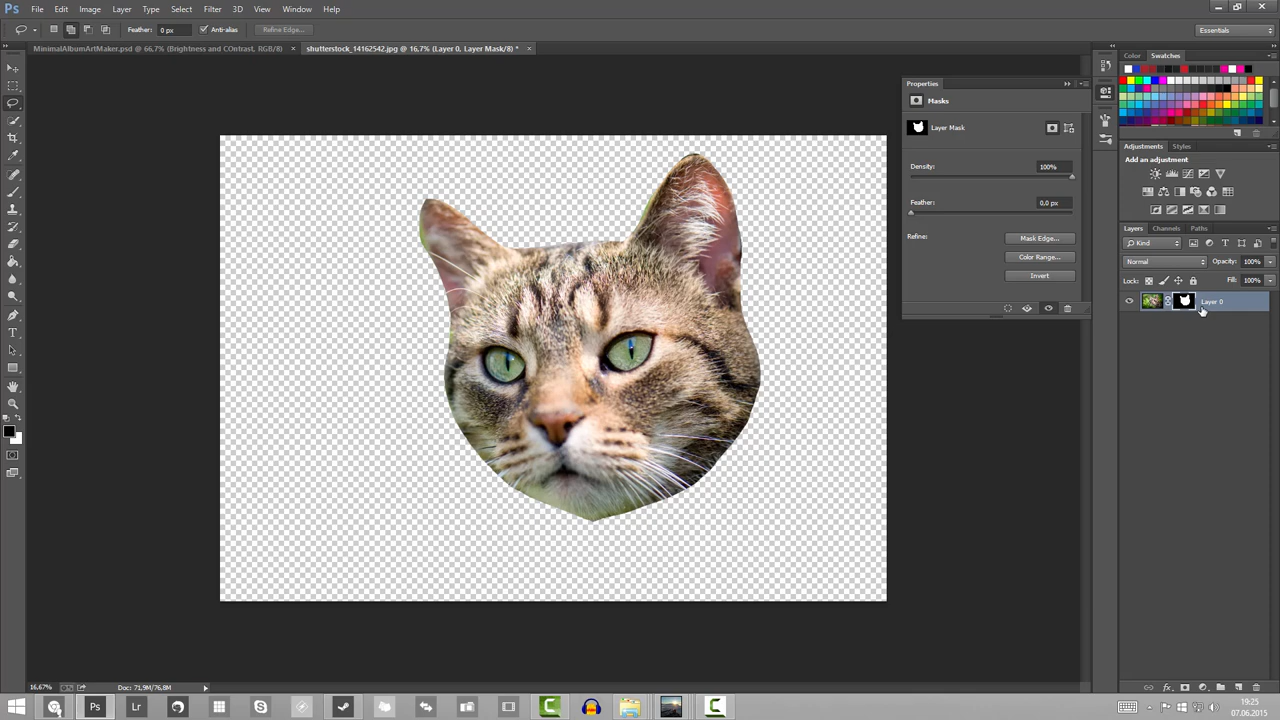 Ps File Edit Image Layer Type Select Filter 3D View Window Help
Feather: 0 px Anti-alias Refine Edge... Essentials
MinimalAlbumArtMaker.psd @ 66,7% (Brightness and COntrast, RGB/8) × shutterstock_14162542.jpg @ 16,7% (Layer 0, Layer Mask/8) * ×
Color Swatches
Properties
Masks
Layer Mask
Density: 100%
Feather: 0,0 px
Refine: Mask Edge...
Color Range...
Invert
Adjustments Styles
Add an adjustment
Layers Channels Paths
Kind
Normal Opacity: 100%
Lock: Fill: 100%
Layer 0
16,67% Doc: 71,9M/76,8M
Ps Lr
19:25
07.06.2015